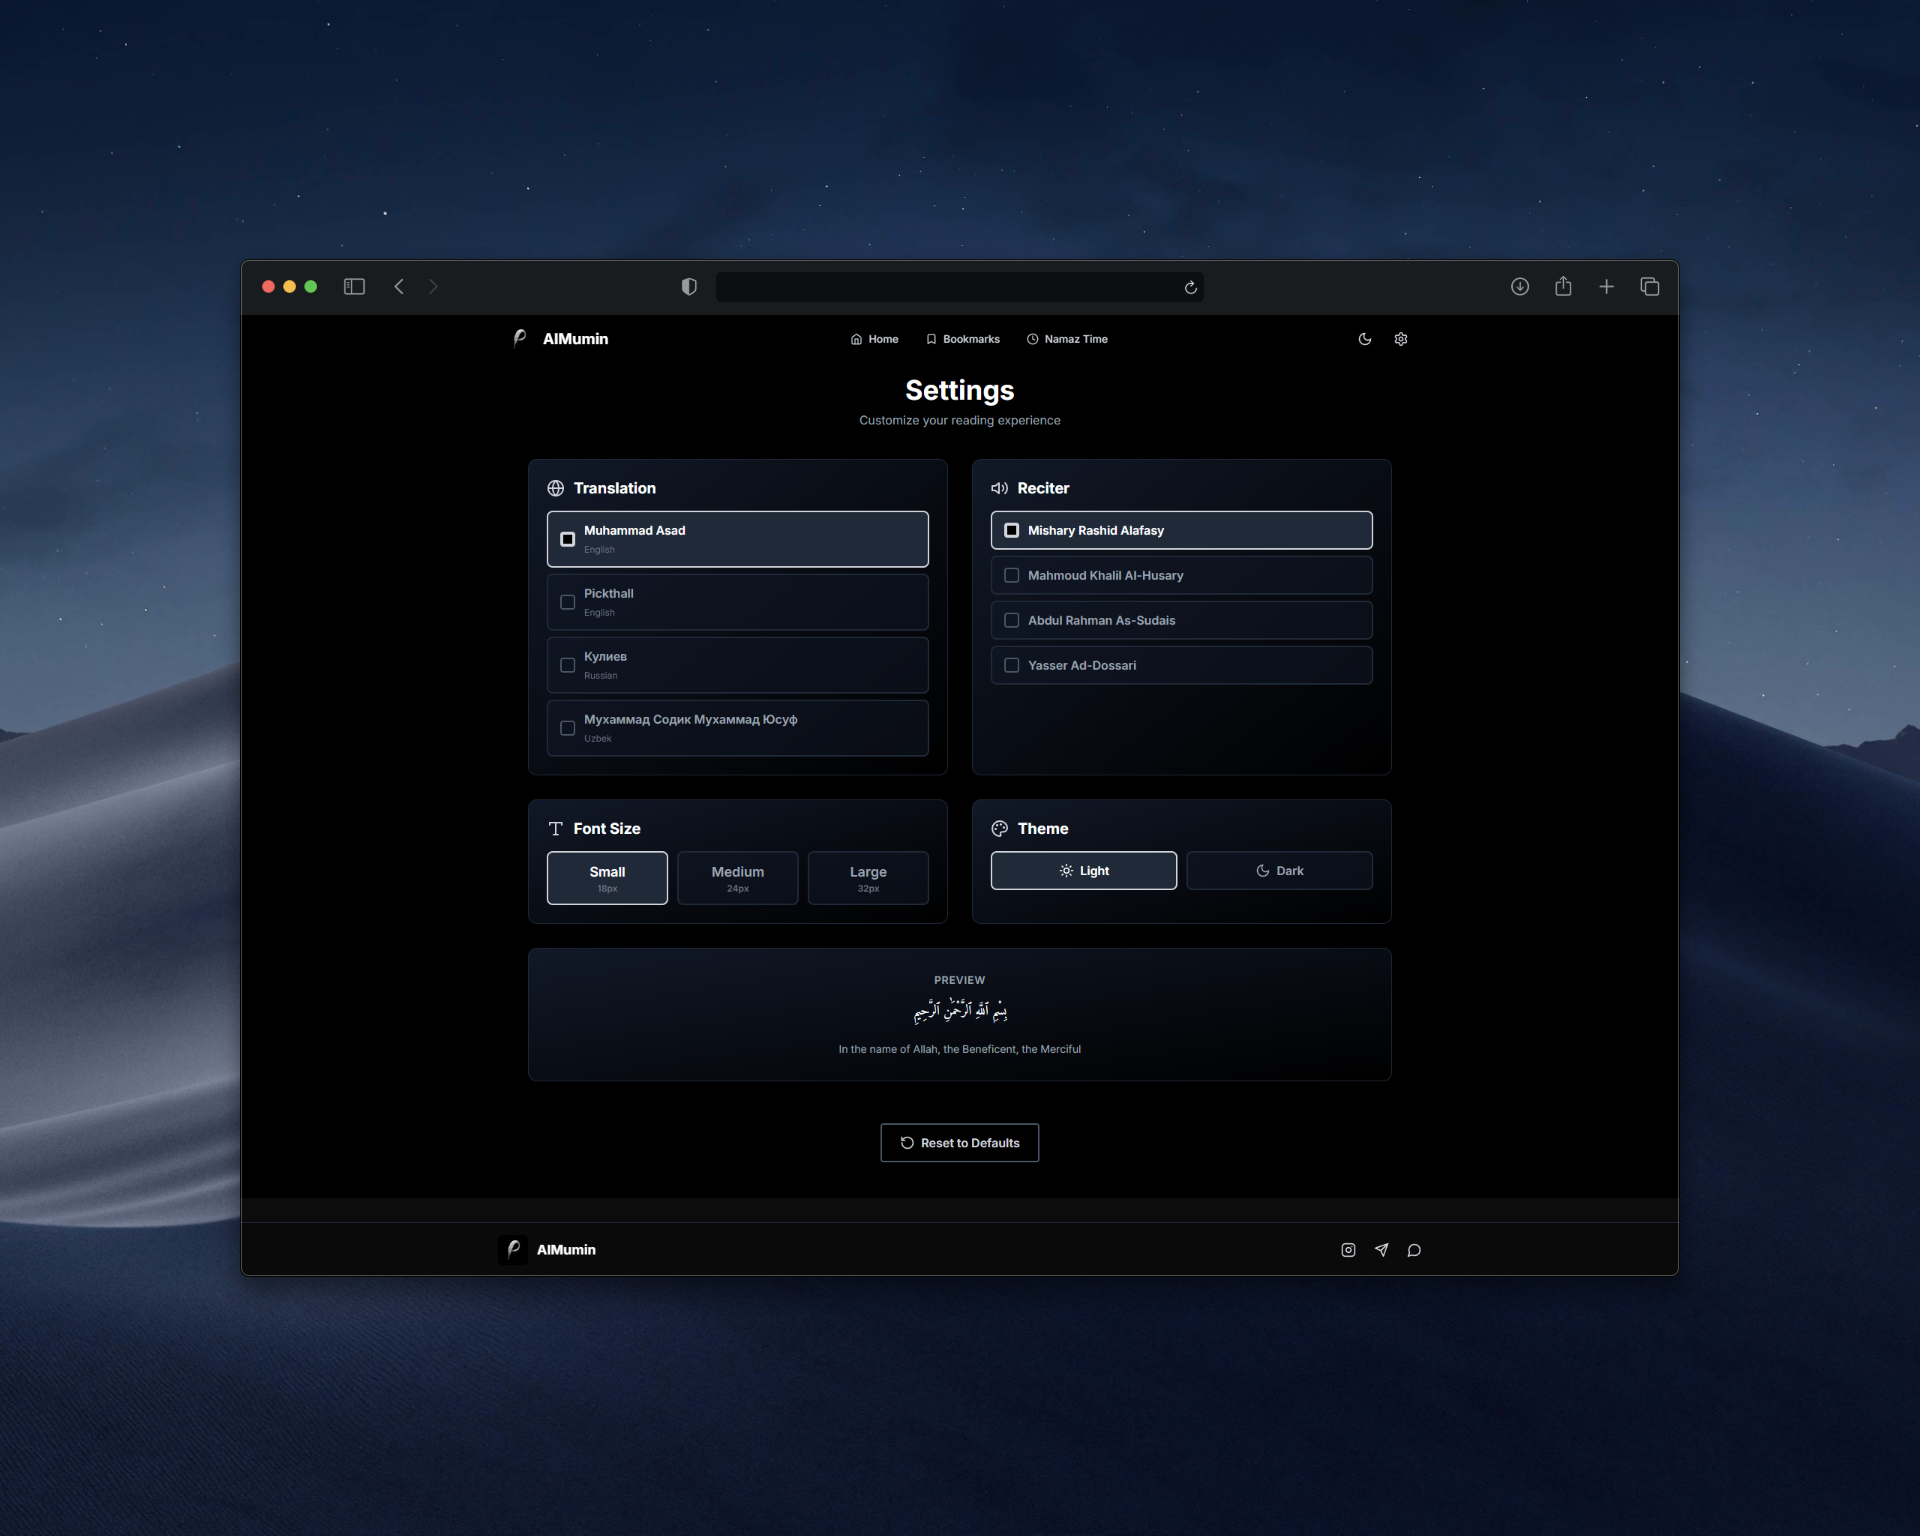 AlMumin
Home
Bookmarks
Namaz Time
Settings
Customize your reading experience
Translation
Muhammad Asad
English
Pickthall
English
Кулиев
Russian
Мухаммад Содик Мухаммад Юсуф
Uzbek
Reciter
Mishary Rashid Alafasy
Mahmoud Khalil Al-Husary
Abdul Rahman As-Sudais
Yasser Ad-Dossari
Font Size
Small
18px
Medium
24px
Large
32px
Theme
Light
Dark
PREVIEW
بِسْمِ ٱللَّهِ ٱلرَّحْمَٰنِ ٱلرَّحِيمِ
In the name of Allah, the Beneficent, the Merciful
Reset to Defaults
AlMumin